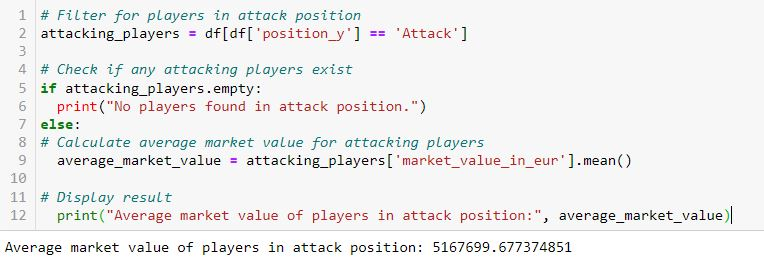 1 # Filter for players in attack position
2 attacking_players = df[df['position_y'] == 'Attack']
3
4 # Check if any attacking players exist
5 if attacking_players.empty:
6   print("No players found in attack position.")
7 else:
8 # Calculate average market value for attacking players
9   average_market_value = attacking_players['market_value_in_eur'].mean()
10
11 # Display result
12   print("Average market value of players in attack position:", average_market_value)
Average market value of players in attack position: 5167699.677374851